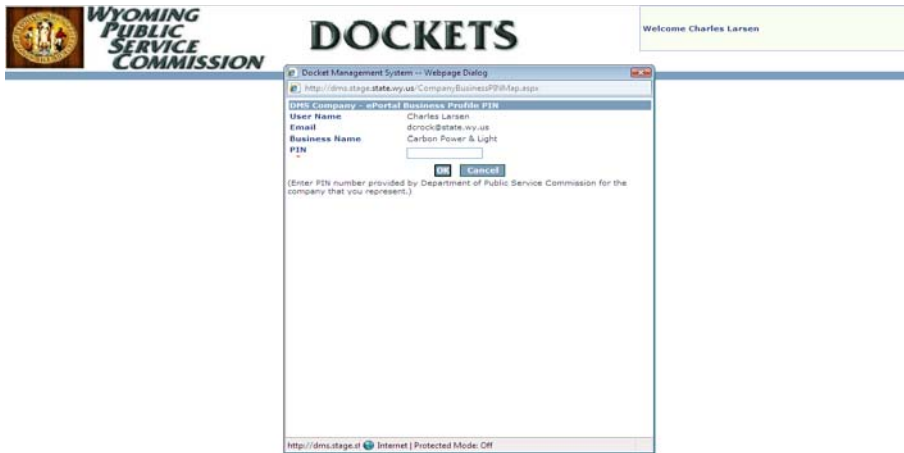 WYOMING
PUBLIC
SERVICE
COMMISSION
DOCKETS
Welcome Charles Larsen
Docket Management System -- Webpage Dialog
http://dms.stage.state.wy.us/CompanyBusinessPINMap.aspx
DMS Company - ePortal Business Profile PIN
User Name Charles Larsen
Email dcrock@state.wy.us
Business Name Carbon Power & Light
PIN
*
OK Cancel
(Enter PIN number provided by Department of Public Service Commission for the
company that you represent.)
http://dms.stage.st Internet | Protected Mode: Off